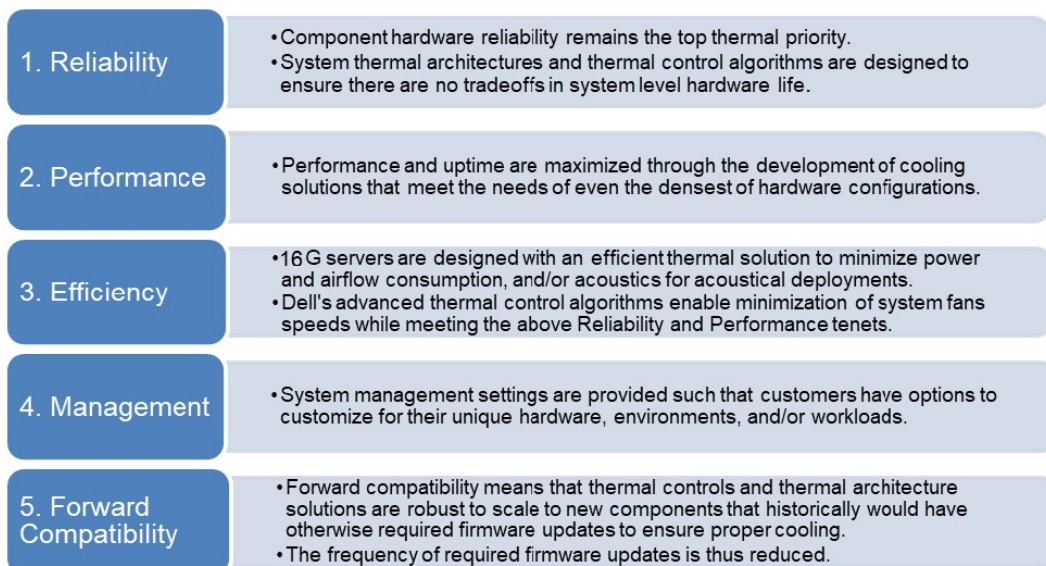 1. Reliability
•Component hardware reliability remains the top thermal priority.
•System thermal architectures and thermal control algorithms are designed to
ensure there are no tradeoffs in system level hardware life.
2. Performance
•Performance and uptime are maximized through the development of cooling
solutions that meet the needs of even the densest of hardware configurations.
3. Efficiency
•16G servers are designed with an efficient thermal solution to minimize power
and airflow consumption, and/or acoustics for acoustical deployments.
•Dell's advanced thermal control algorithms enable minimization of system fans
speeds while meeting the above Reliability and Performance tenets.
4. Management
•System management settings are provided such that customers have options to
customize for their unique hardware, environments, and/or workloads.
5. Forward
Compatibility
•Forward compatibility means that thermal controls and thermal architecture
solutions are robust to scale to new components that historically would have
otherwise required firmware updates to ensure proper cooling.
•The frequency of required firmware updates is thus reduced.